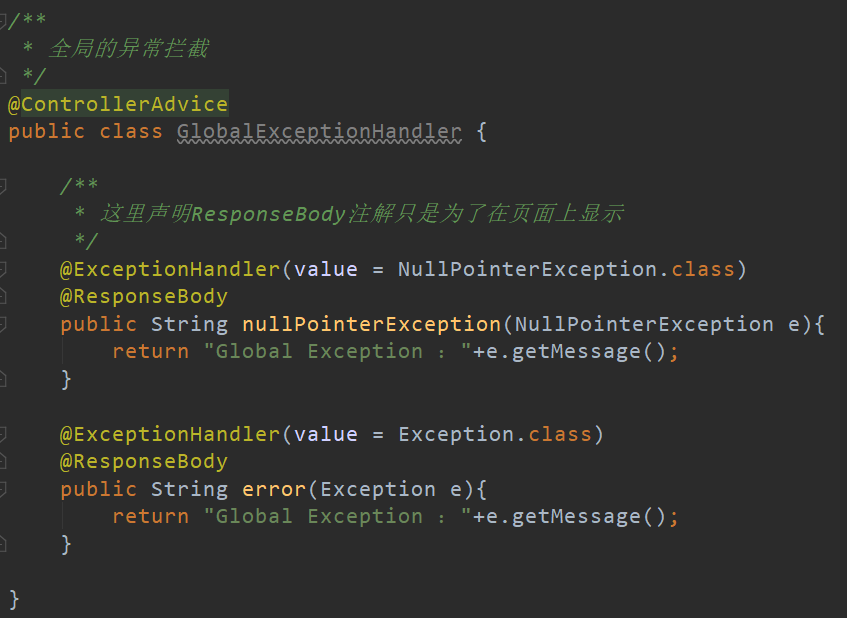 /**
 * 全局的异常拦截
 */
@ControllerAdvice
public class GlobalExceptionHandler {
    /**
     * 这里声明ResponseBody注解只是为了在页面上显示
     */
    @ExceptionHandler(value = NullPointerException.class)
    @ResponseBody
    public String nullPointerException(NullPointerException e){
        return "Global Exception : "+e.getMessage();
    }
    @ExceptionHandler(value = Exception.class)
    @ResponseBody
    public String error(Exception e){
        return "Global Exception : "+e.getMessage();
    }
}